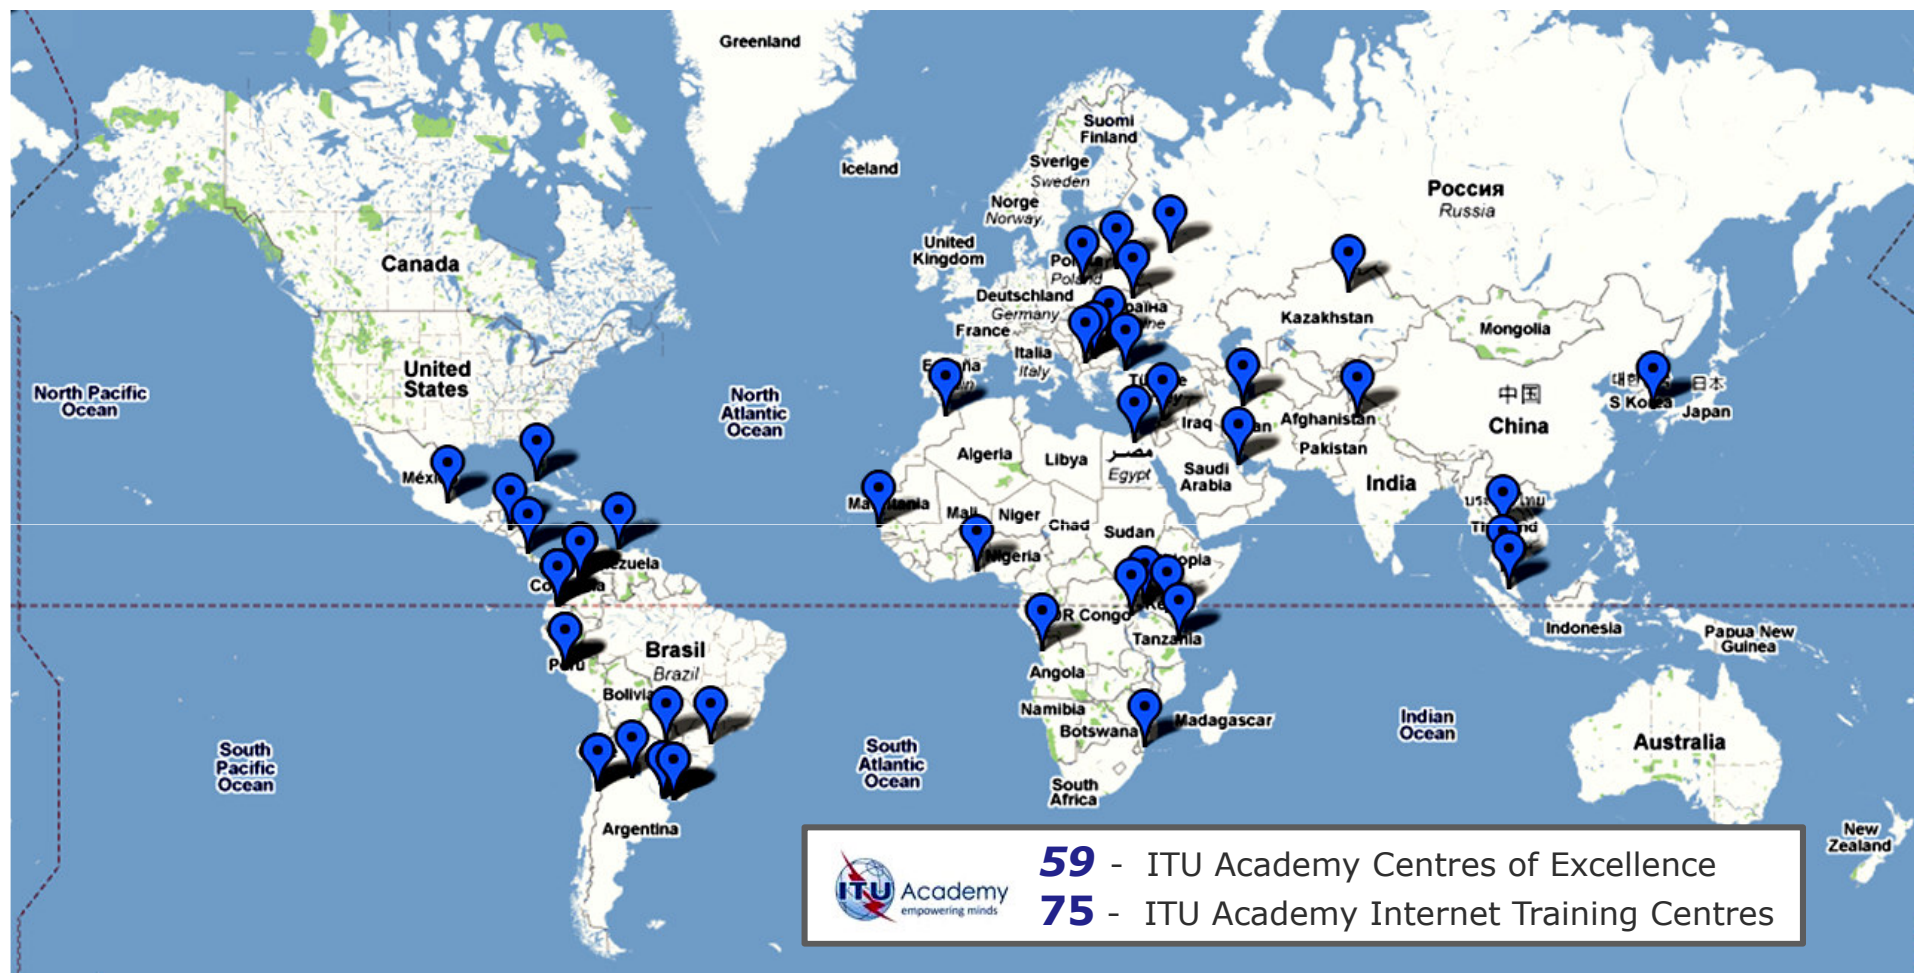 Greenland
Suomi
Finland
Iceland
Sverige
Sweden
Россия
Russia
Norge
Norway
United
Kingdom
Canada
Poland
Deutschland
Germany
France
Kazakhstan
Mongolia
Italia
Italy
United
States
North Pacific
Ocean
North
Atlantic
Ocean
中国
China
日本
S Korea
Japan
Iraq
Afghanistan
Pakistan
Algeria
Libya
مصر
Egypt
Saudi
Arabia
India
Mali
Niger
Chad
Sudan
Nigeria
DR Congo
Tanzania
Indonesia
Papua New
Guinea
Brasil
Brazil
Peru
Bolivia
Angola
Namibia
Botswana
Madagascar
Indian
Ocean
Australia
South
Pacific
Ocean
South
Atlantic
Ocean
South
Africa
Argentina
New
Zealand
59 - ITU Academy Centres of Excellence
75 - ITU Academy Internet Training Centres
ITU Academy
empowering minds